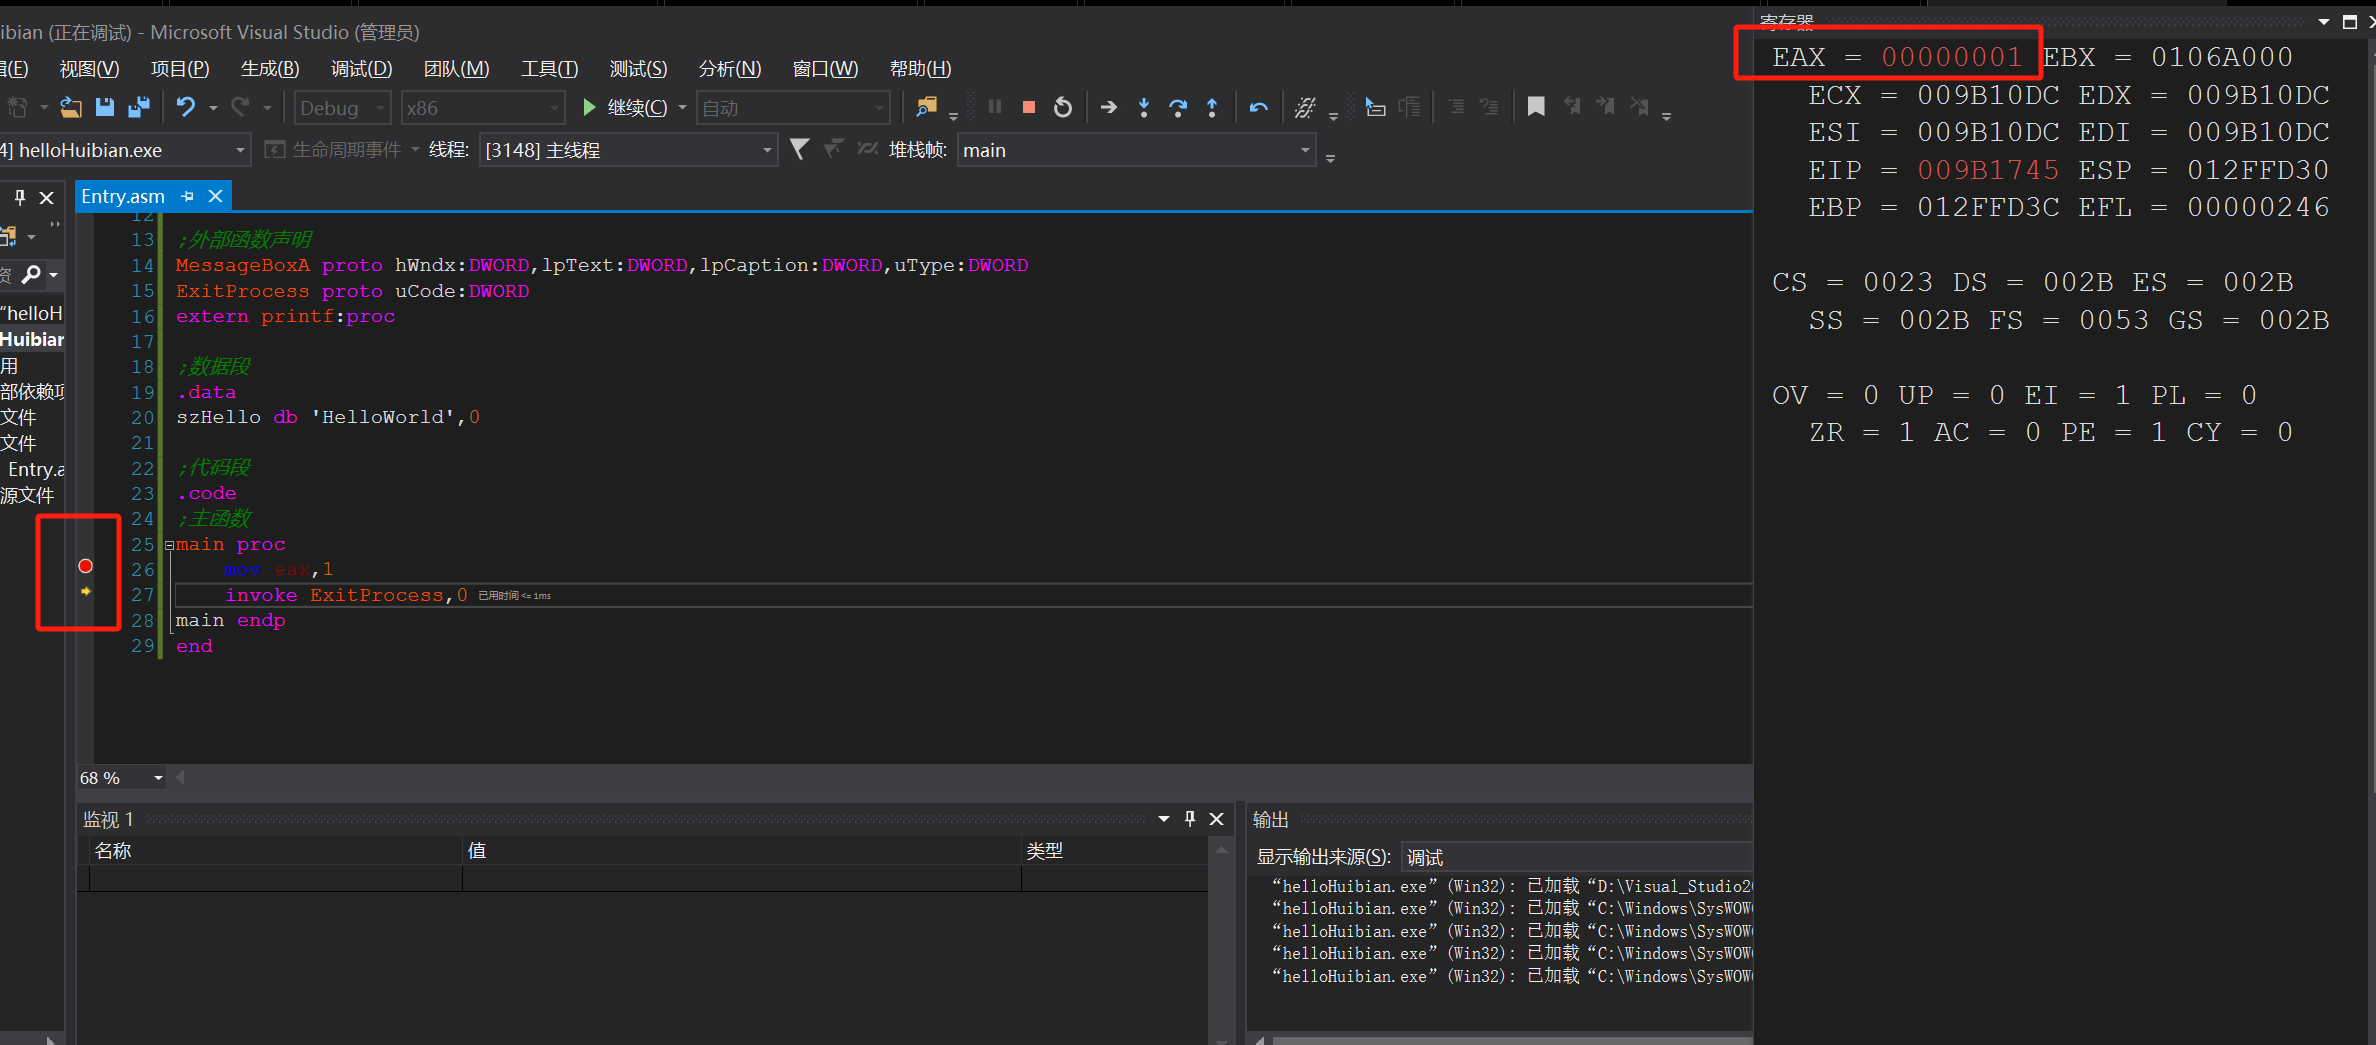 ibian (正在调试) - Microsoft Visual Studio (管理员)
(E) 视图(V) 项目(P) 生成(B) 调试(D) 团队(M) 工具(T) 测试(S) 分析(N) 窗口(W) 帮助(H)
Debug x86 继续(C) 自动
4] helloHuibian.exe 生命周期事件 线程: [3148] 主线程 堆栈帧: main
Entry.asm
12
13 ;外部函数声明
14 MessageBoxA proto hWndx:DWORD,lpText:DWORD,lpCaption:DWORD,uType:DWORD
15 ExitProcess proto uCode:DWORD
16 extern printf:proc
17
18 ;数据段
19 .data
20 szHello db 'HelloWorld',0
21
22 ;代码段
23 .code
24 ;主函数
25 main proc
26 mov eax,1
27 invoke ExitProcess,0 已用时间 <= 1ms
28 main endp
29 end
资
“helloH
Huibian
用
部依赖项
文件
文件
Entry.a
源文件
68 %
监视 1
名称 值 类型
输出
显示输出来源(S): 调试
“helloHuibian.exe” (Win32): 已加载 “D:\Visual_Studio20
“helloHuibian.exe” (Win32): 已加载 “C:\Windows\SysWOW
“helloHuibian.exe” (Win32): 已加载 “C:\Windows\SysWOW
“helloHuibian.exe” (Win32): 已加载 “C:\Windows\SysWOW
“helloHuibian.exe” (Win32): 已加载 “C:\Windows\SysWOW
寄存器
EAX = 00000001 EBX = 0106A000
ECX = 009B10DC EDX = 009B10DC
ESI = 009B10DC EDI = 009B10DC
EIP = 009B1745 ESP = 012FFD30
EBP = 012FFD3C EFL = 00000246
CS = 0023 DS = 002B ES = 002B
SS = 002B FS = 0053 GS = 002B
OV = 0 UP = 0 EI = 1 PL = 0
ZR = 1 AC = 0 PE = 1 CY = 0